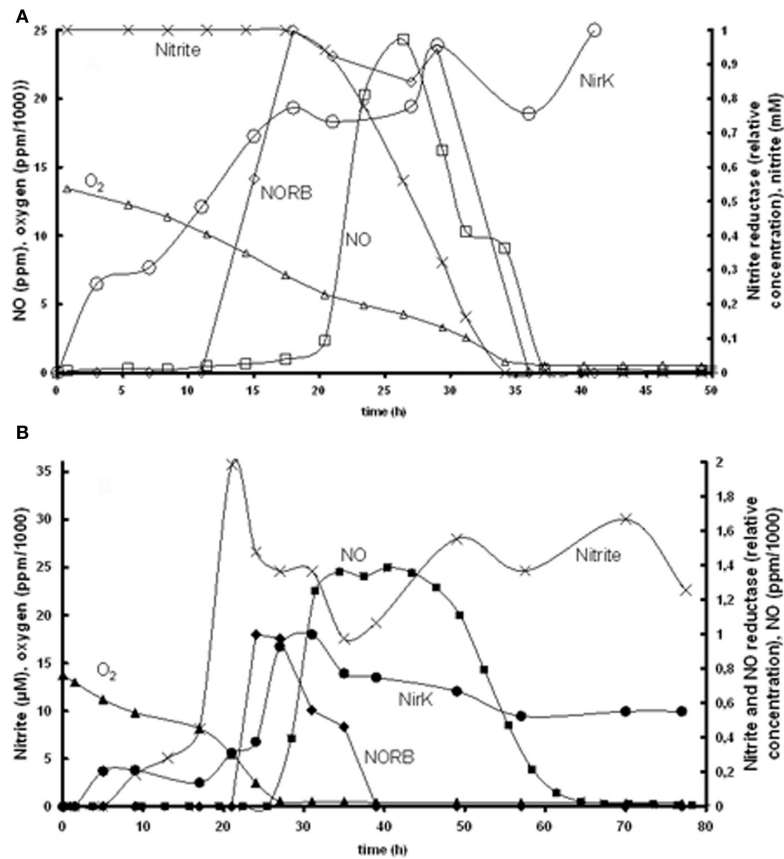 A
25
20
15
10
5
0
NO (ppm), oxygen (ppm/1000))
Nitrite
O2
NORB
NO
NirK
1
0,9
0,8
0,7
0,6
0,5
0,4
0,3
0,2
0,1
0
Nitrite reductase (relative
concentration), nitrite (mM)
0 5 10 15 20 25 30 35 40 45 50
time (h)
B
35
30
25
20
15
10
5
0
Nitrite (µM), oxygen (ppm/1000)
O2
NO
Nitrite
NirK
NORB
2
1,8
1,6
1,4
1,2
1
0,8
0,6
0,4
0,2
0
Nitrite and NO reductase (relative
concentration), NO (ppm/1000)
0 10 20 30 40 50 60 70 80
time (h)